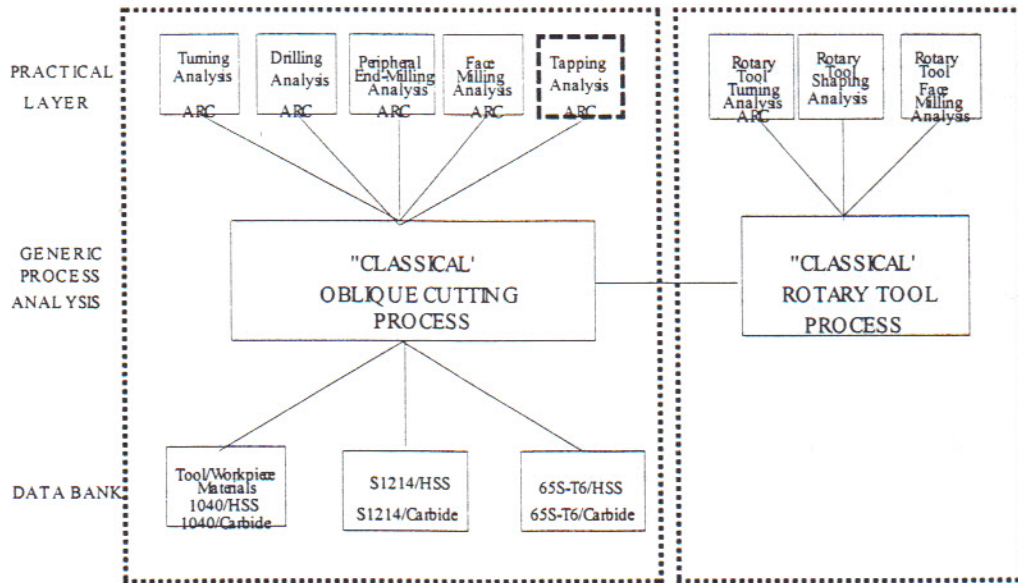 PRACTICAL
LAYER
Turning
Analysis
ARC
Drilling
Analysis
ARC
Peripheral
End-Milling
Analysis
ARC
Face
Milling
Analysis
ARC
Tapping
Analysis
ARC
Rotary
Tool
Turning
Analysis
ARC
Rotary
Tool
Shaping
Analysis
Rotary
Tool
Face
Milling
Analysis
GENERIC
PROCESS
ANALYSIS
"CLASSICAL'
OBLIQUE CUTTING
PROCESS
"CLASSICAL'
ROTARY TOOL
PROCESS
DATA BANK
Tool/Workpiece
Materials
1040/HSS
1040/Carbide
S1214/HSS
S1214/Carbide
65S-T6/HSS
65S-T6/Carbide